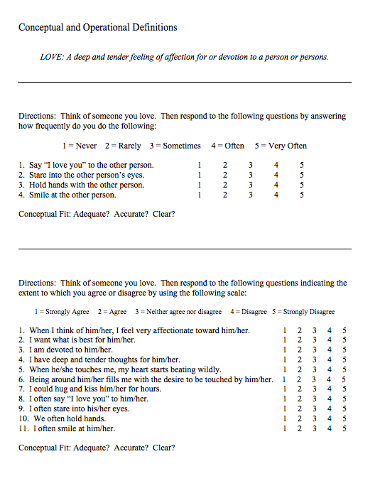 Conceptual and Operational Definitions
LOVE: A deep and tender feeling of affection for or devotion to a person or persons.
Directions: Think of someone you love. Then respond to the following questions by answering
how frequently do you do the following:
1 = Never 2 = Rarely 3 = Sometimes 4 = Often 5 = Very Often
1. Say "I love you" to the other person. 1 2 3 4 5
2. Stare into the other person's eyes. 1 2 3 4 5
3. Hold hands with the other person. 1 2 3 4 5
4. Smile at the other person. 1 2 3 4 5
Conceptual Fit: Adequate? Accurate? Clear?
Directions: Think of someone you love. Then respond to the following questions indicating the
extent to which you agree or disagree by using the following scale:
1 = Strongly Agree 2 = Agree 3 = Neither agree nor disagree 4 = Disagree 5 = Strongly Disagree
1. When I think of him/her, I feel very affectionate toward him/her. 1 2 3 4 5
2. I want what is best for him/her. 1 2 3 4 5
3. I am devoted to him/her. 1 2 3 4 5
4. I have deep and tender thoughts for him/her. 1 2 3 4 5
5. When he/she touches me, my heart starts beating wildly. 1 2 3 4 5
6. Being around him/her fills me with the desire to be touched by him/her. 1 2 3 4 5
7. I could hug and kiss him/her for hours. 1 2 3 4 5
8. I often say "I love you" to him/her. 1 2 3 4 5
9. I often stare into his/her eyes. 1 2 3 4 5
10. We often hold hands. 1 2 3 4 5
11. I often smile at him/her. 1 2 3 4 5
Conceptual Fit: Adequate? Accurate? Clear?